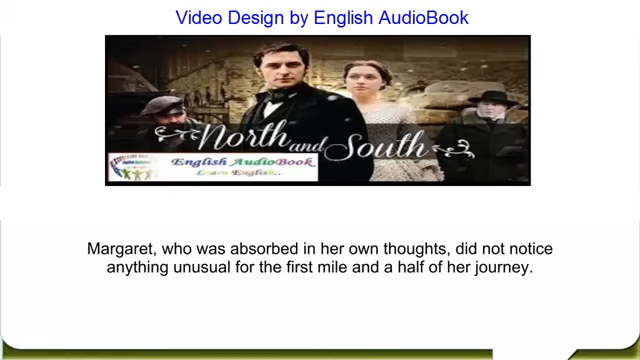 Video Design by English AudioBook
North and South
English AudioBook
Learn English...
Margaret, who was absorbed in her own thoughts, did not notice
anything unusual for the first mile and a half of her journey.